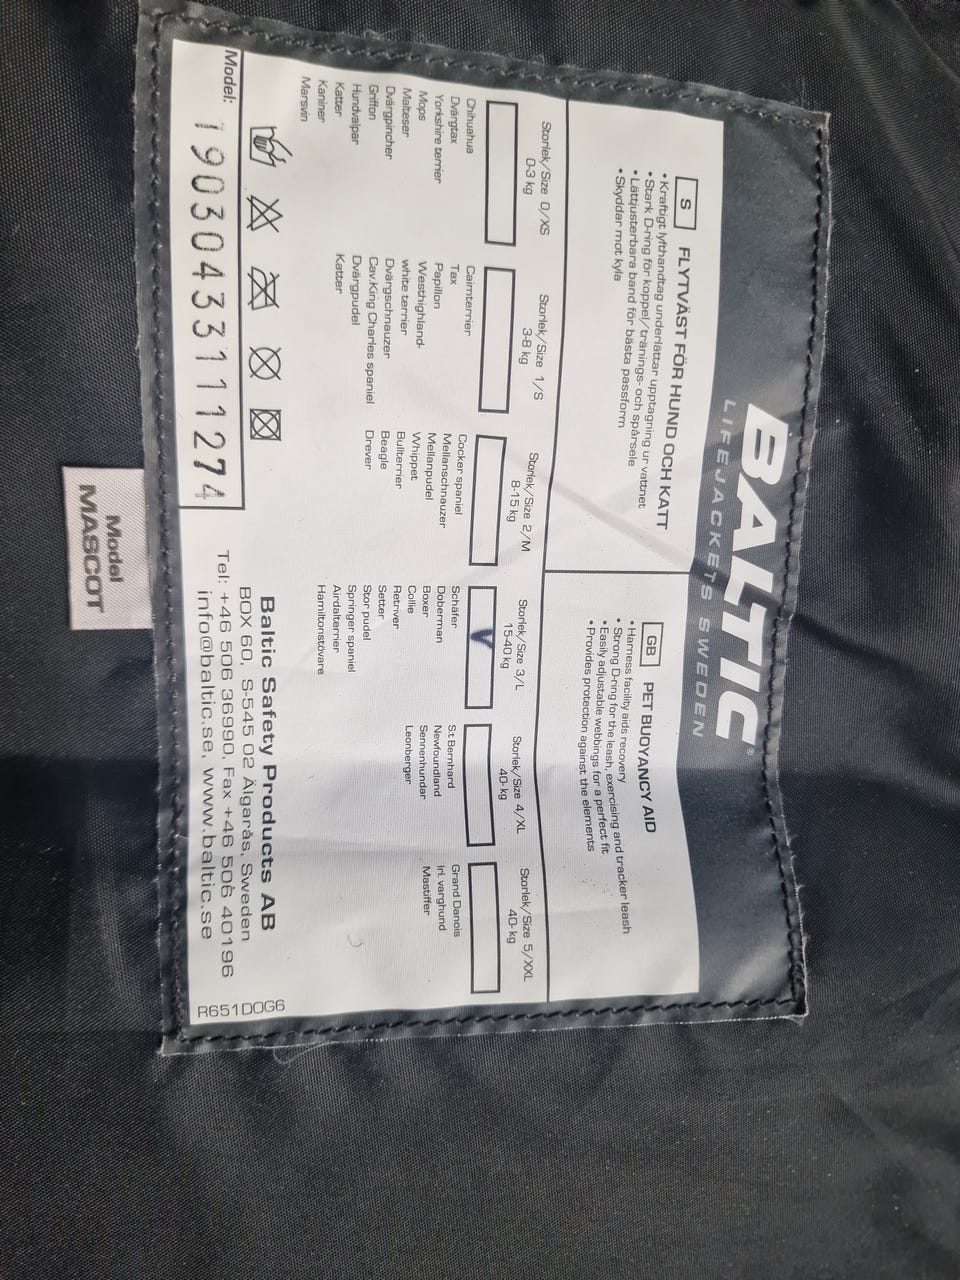 BALTIC®
LIFEJACKETS SWEDEN
S FLYTVÄST FÖR HUND OCH KATT
• Kraftigt lyfthandtag underlättar upptagning ur vattnet
• Stark D-ring för koppel/tränings- och spårsele
• Lättjusterbara band för bästa passform
• Skyddar mot kyla
GB PET BUOYANCY AID
• Harness facility aids recovery
• Strong D-ring for the leash, exercising and tracker leash
• Easily adjustable webbings for a perfect fit
• Provides protection against the elements
Storlek/Size 0/XS
0-3 kg
Chihuahua
Dvärgtax
Yorkshire terrier
Mops
Malteser
Dvärgpincher
Griffon
Hundvalpar
Katter
Kaniner
Marsvin
Storlek/Size 1/S
3-8 kg
Cairnterrier
Tax
Papillon
Westhighland-
white terrier
Dvärgschnauzer
Cav.King Charles spaniel
Dvärgpudel
Katter
Storlek/Size 2/M
8-15 kg
Cocker spaniel
Mellanschnauzer
Mellanpudel
Whippet
Bullterrier
Beagle
Drever
Storlek/Size 3/L
15-40 kg
Schäfer
Doberman
Boxer
Collie
Retriver
Setter
Stor pudel
Springer spaniel
Airdalterrier
Hamiltonstövare
Storlek/Size 4/XL
40- kg
S:t Bernhard
Newfoundland
Sennenhundar
Leonberger
Storlek/Size 5/XXL
40- kg
Grand Danois
Irl. varghund
Mastiffer
Model: 1903043311274
Baltic Safety Products AB
BOX 60, S-545 02 Älgarås, Sweden
Tel: +46 506 36990, Fax +46 506 40196
info@baltic.se, www.baltic.se
R651DOG6
Model
MASCOT